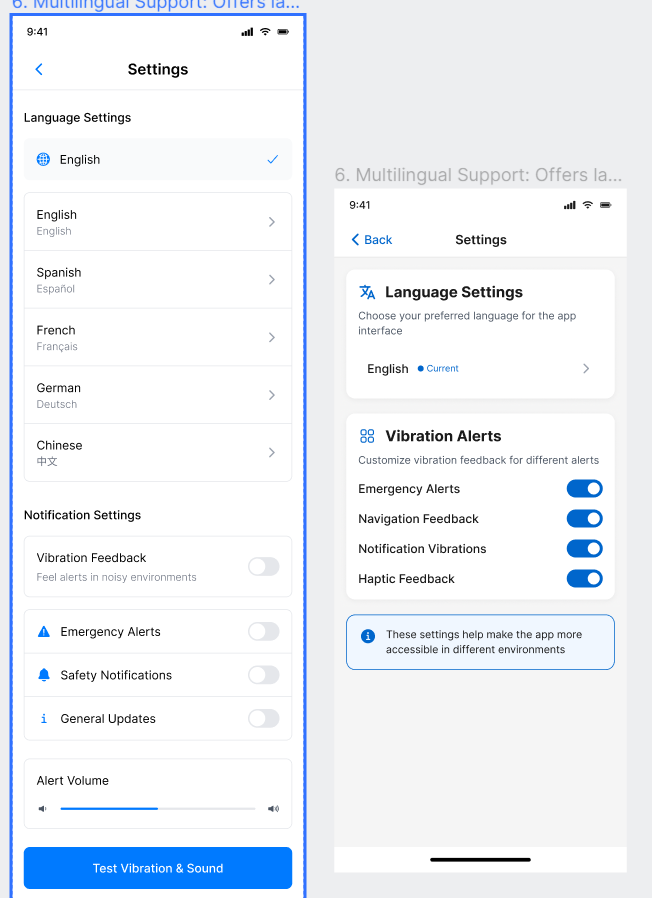 6. Multilingual Support: Offers la...
9:41
Settings
Language Settings
English
English
English
Spanish
Español
French
Français
German
Deutsch
Chinese
中文
Notification Settings
Vibration Feedback
Feel alerts in noisy environments
Emergency Alerts
Safety Notifications
General Updates
Alert Volume
Test Vibration & Sound
6. Multilingual Support: Offers la...
9:41
Back
Settings
Language Settings
Choose your preferred language for the app
interface
English
Current
Vibration Alerts
Customize vibration feedback for different alerts
Emergency Alerts
Navigation Feedback
Notification Vibrations
Haptic Feedback
These settings help make the app more
accessible in different environments